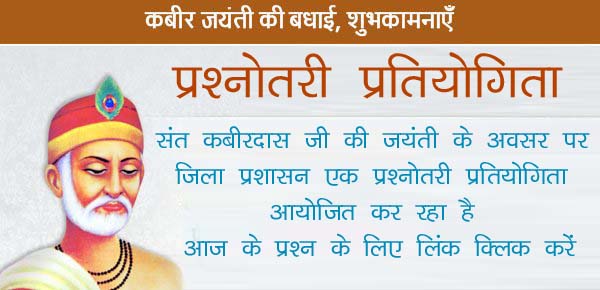 कबीर जयंती की बधाई, शुभकामनाएँ
प्रश्नोतरी प्रतियोगिता
संत कबीरदास जी की जयंती के अवसर पर
जिला प्रशासन एक प्रश्नोतरी प्रतियोगिता
आयोजित कर रहा है
आज के प्रश्न के लिए लिंक क्लिक करें